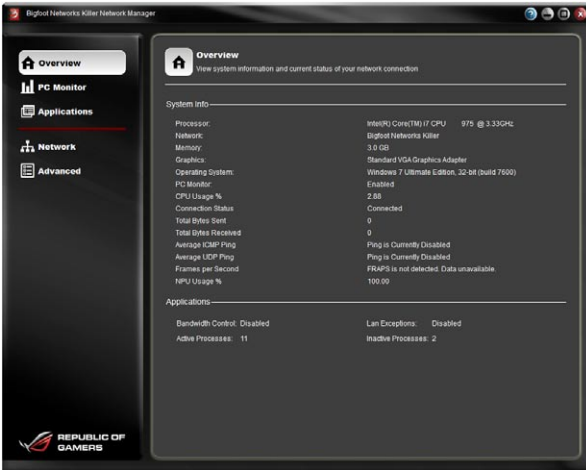 Bigfoot Networks Killer Network Manager
Overview
PC Monitor
Applications
Network
Advanced
REPUBLIC OF
GAMERS
Overview
View system information and current status of your network connection
System Info
Processor: Intel(R) Core(TM) i7 CPU 975 @ 3.33GHz
Network: Bigfoot Networks Killer
Memory: 3.0 GB
Graphics: Standard VGA Graphics Adapter
Operating System: Windows 7 Ultimate Edition, 32-bit (build 7600)
PC Monitor: Enabled
CPU Usage % 2.88
Connection Status Connected
Total Bytes Sent 0
Total Bytes Received 0
Average ICMP Ping Ping is Currently Disabled
Average UDP Ping Ping is Currently Disabled
Frames per Second FRAPS is not detected. Data unavailable.
NPU Usage % 100.00
Applications
Bandwidth Control: Disabled Lan Exceptions: Disabled
Active Processes: 11 Inactive Processes: 2